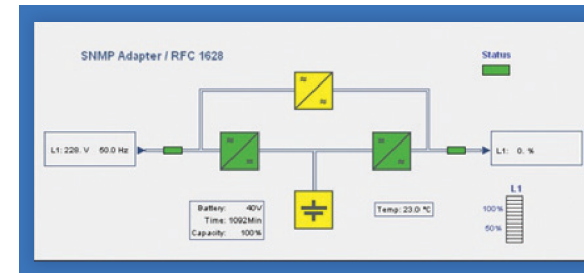 SNMP Adapter / RFC 1628
Status
L1: 228. V 50.0 Hz
L1: 0. %
Battery: 40V
Time: 1092Min
Capacity: 100%
Temp: 23.0 °C
L1
100%
50%